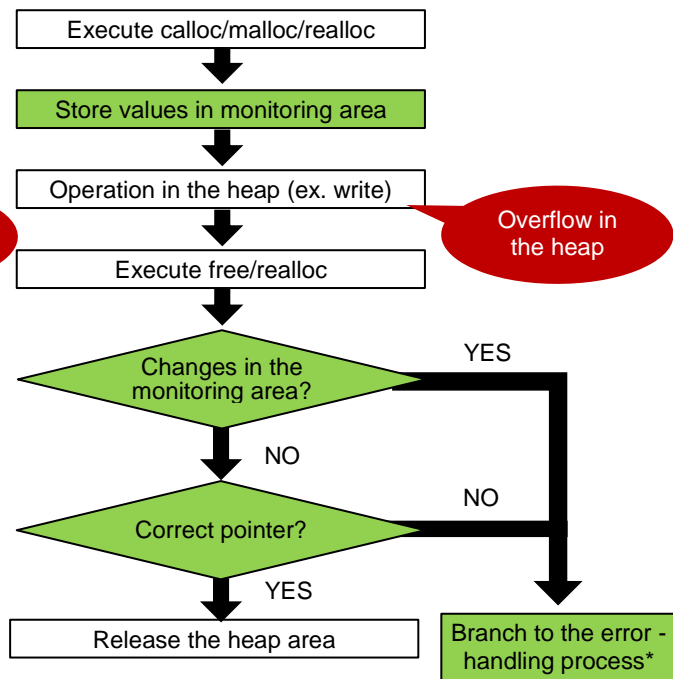 Execute calloc/malloc/realloc
Store values in monitoring area
Operation in the heap (ex. write)
Overflow in
the heap
Execute free/realloc
Changes in the
monitoring area?
YES
NO
Correct pointer?
NO
YES
Release the heap area
Branch to the error -
handling process*